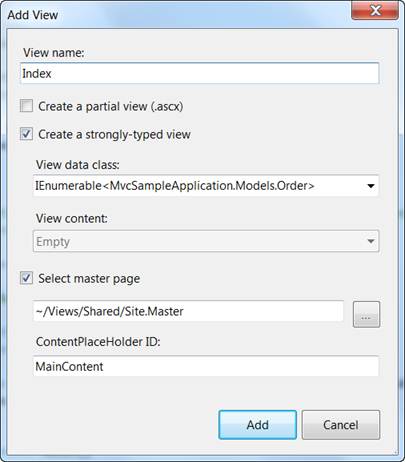 Add View
View name:
Index
Create a partial view (.ascx)
Create a strongly-typed view
View data class:
IEnumerable<MvcSampleApplication.Models.Order>
View content:
Empty
Select master page
~/Views/Shared/Site.Master
...
ContentPlaceHolder ID:
MainContent
Add
Cancel